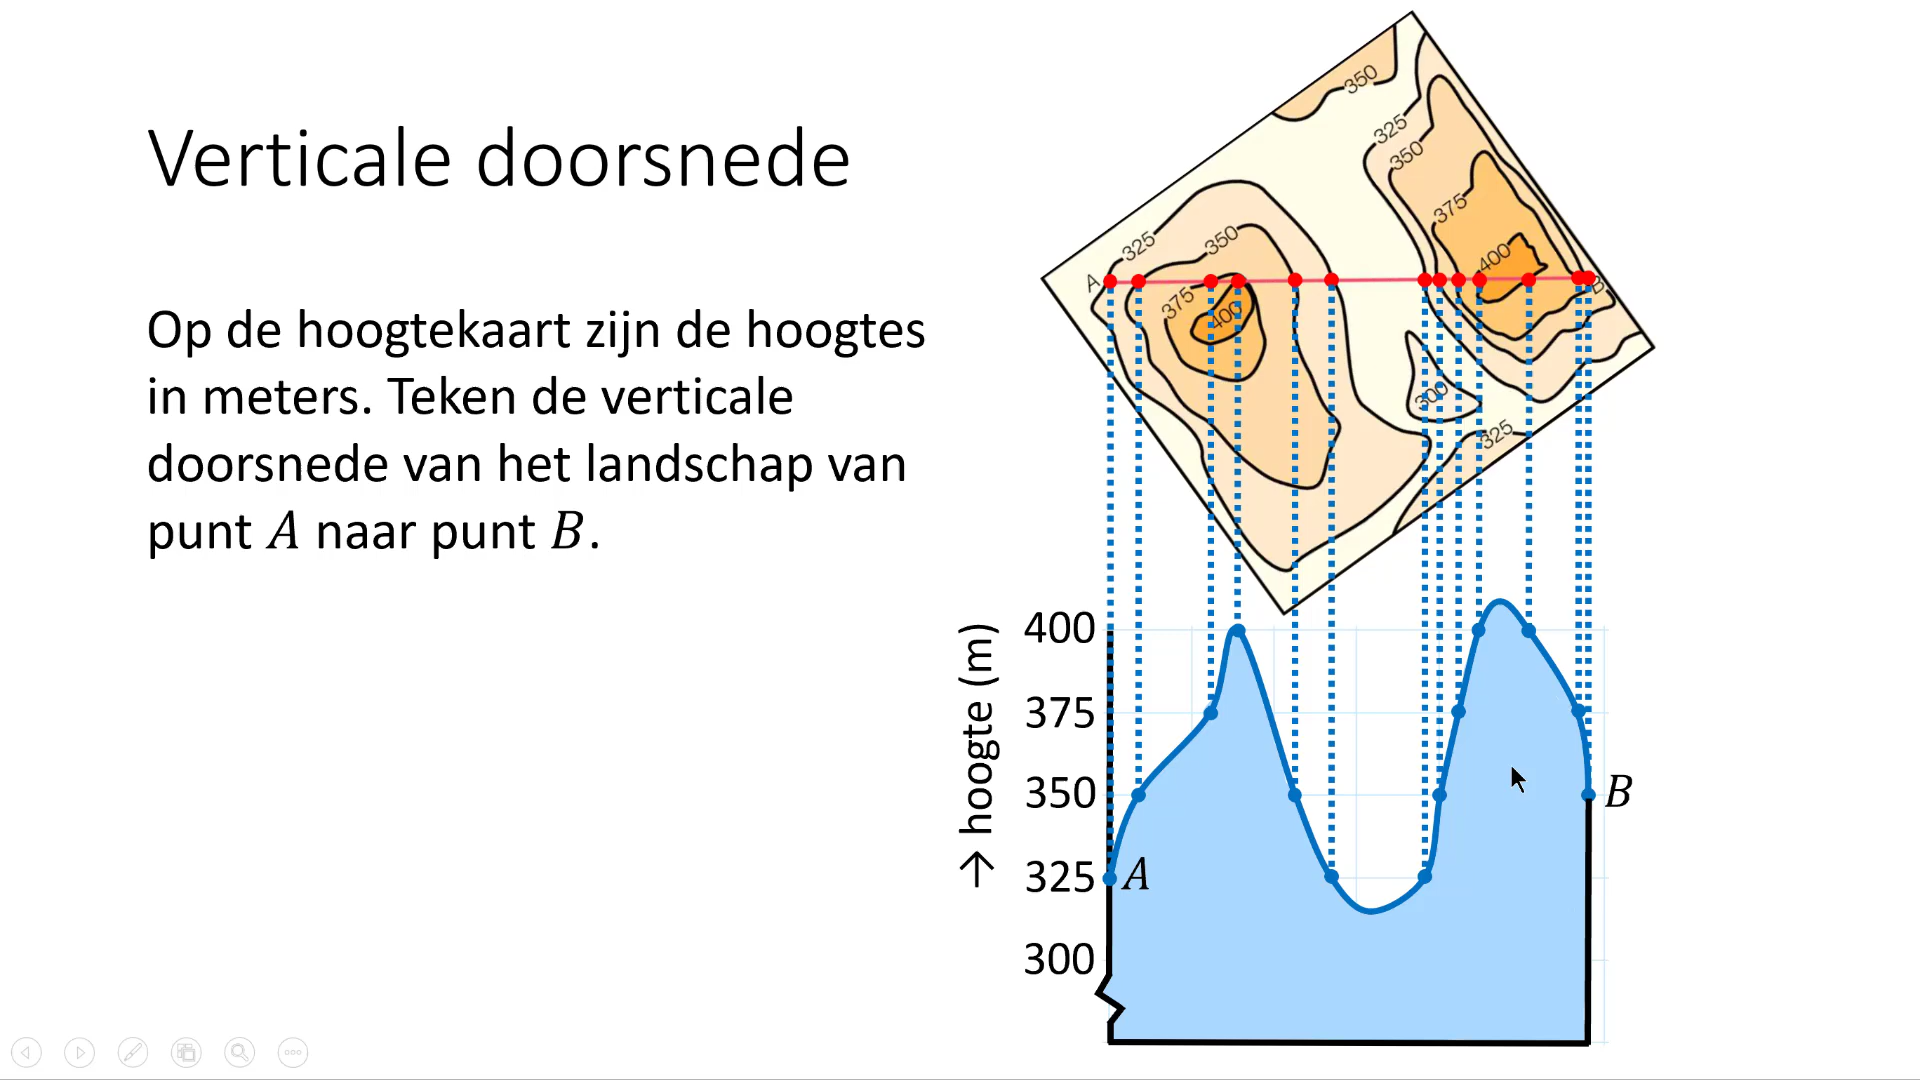 Verticale doorsnede
Op de hoogtekaart zijn de hoogtes
in meters. Teken de verticale
doorsnede van het landschap van
punt A naar punt B.
350
325
350
375
400
325
350
375
400
A
B
300
325
→ hoogte (m)
400
375
350
325
300
A
B